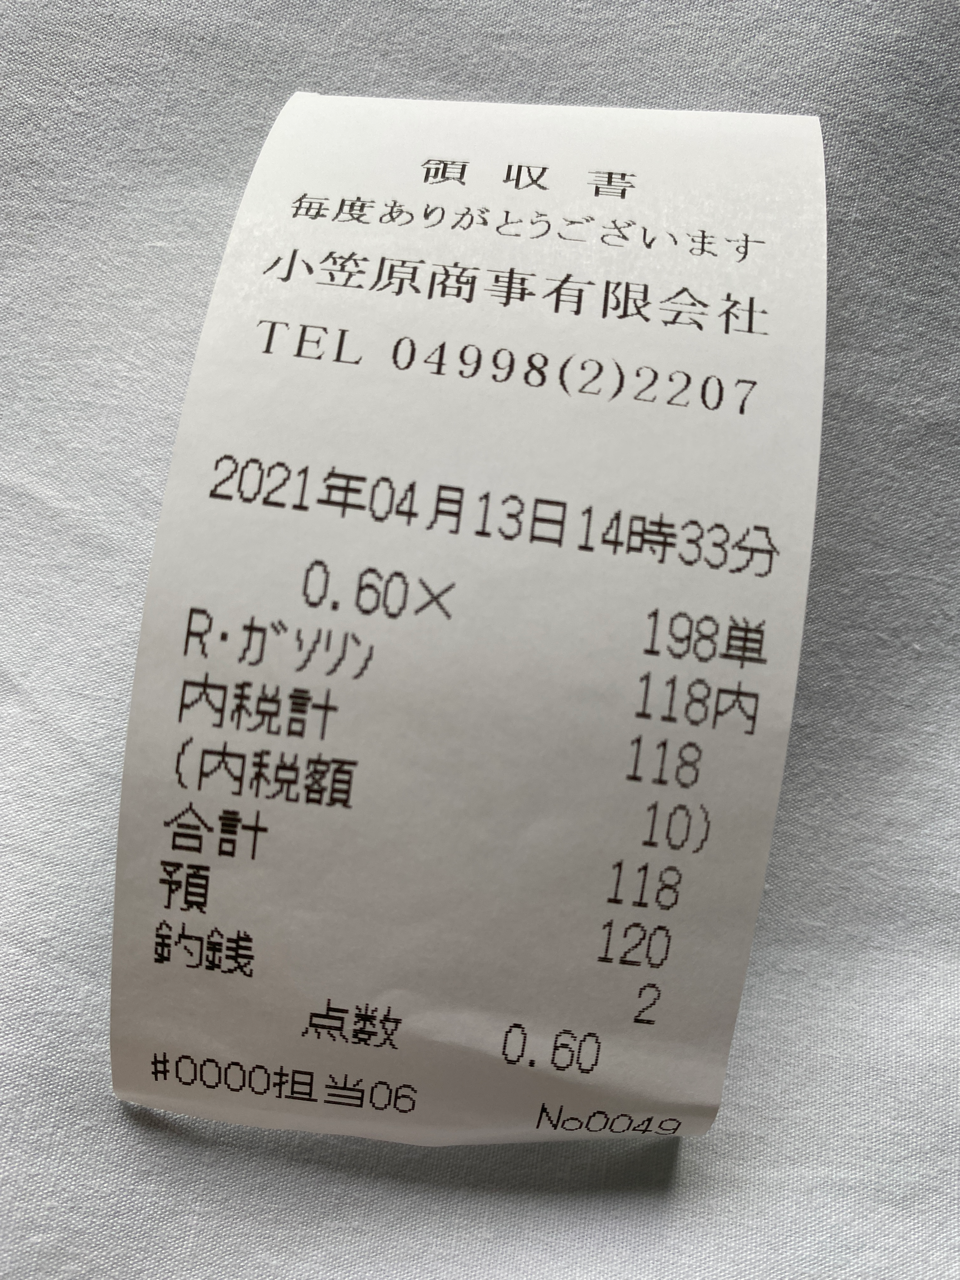 領収書
毎度ありがとうございます
小笠原商事有限会社
TEL 04998(2)2207
2021年04月13日14時33分
0.60× 198単
R・ガソリン 118内
内税計 118
(内税額 10)
合計 118
預 120
釣銭 2
点数 0.60
#0000担当06 No0049